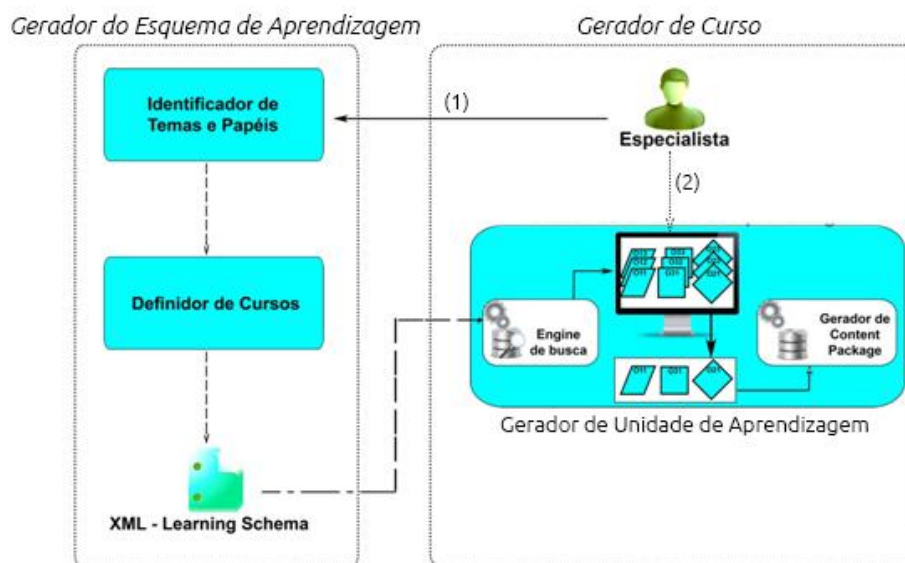 Gerador do Esquema de Aprendizagem
Gerador de Curso
Identificador de
Temas e Papéis
(1)
Especialista
(2)
Definidor de Cursos
Engine
de busca
Gerador de
Content
Package
Gerador de Unidade de Aprendizagem
XML - Learning Schema